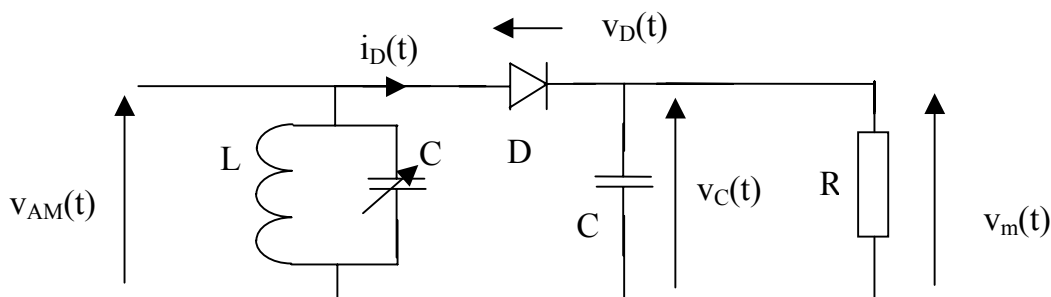 v_D(t)
i_D(t)
L
C
D
v_AM(t)
C
v_C(t)
R
v_m(t)